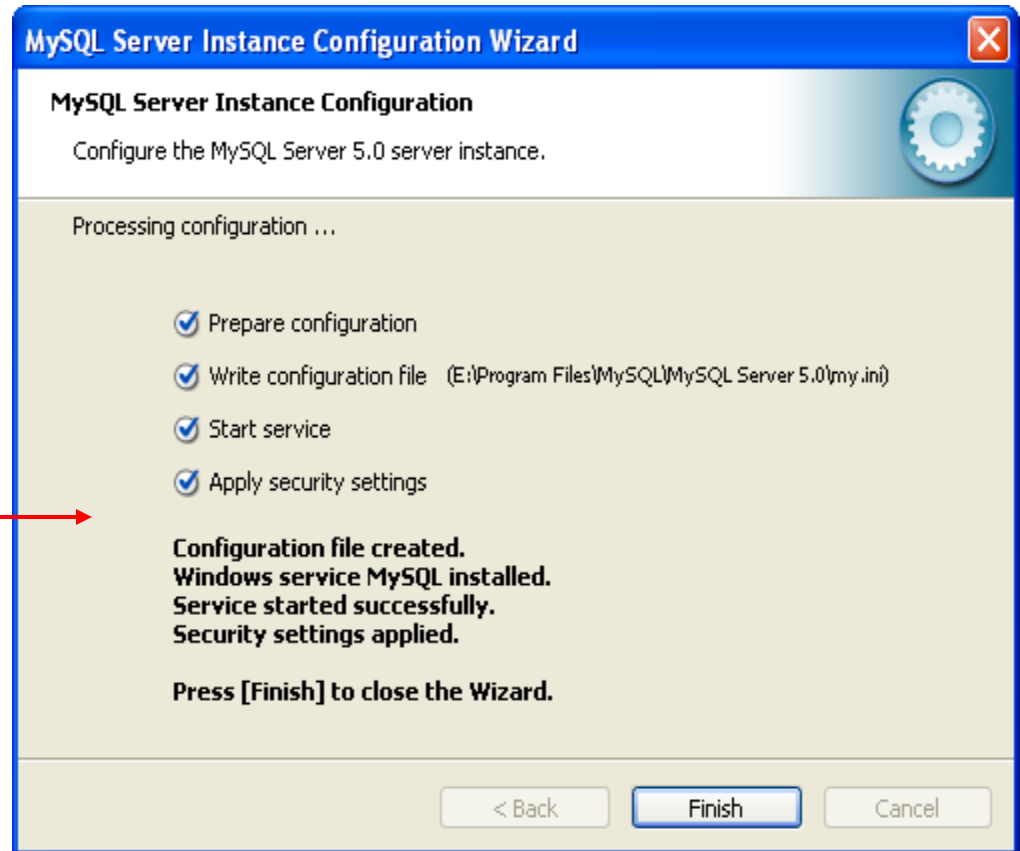 MySQL Server Instance Configuration Wizard
MySQL Server Instance Configuration
Configure the MySQL Server 5.0 server instance.
Processing configuration ...
Prepare configuration
Write configuration file (E:\Program Files\MySQL\MySQL Server 5.0\my.ini)
Start service
Apply security settings
Configuration file created.
Windows service MySQL installed.
Service started successfully.
Security settings applied.
Press [Finish] to close the Wizard.
< Back Finish Cancel